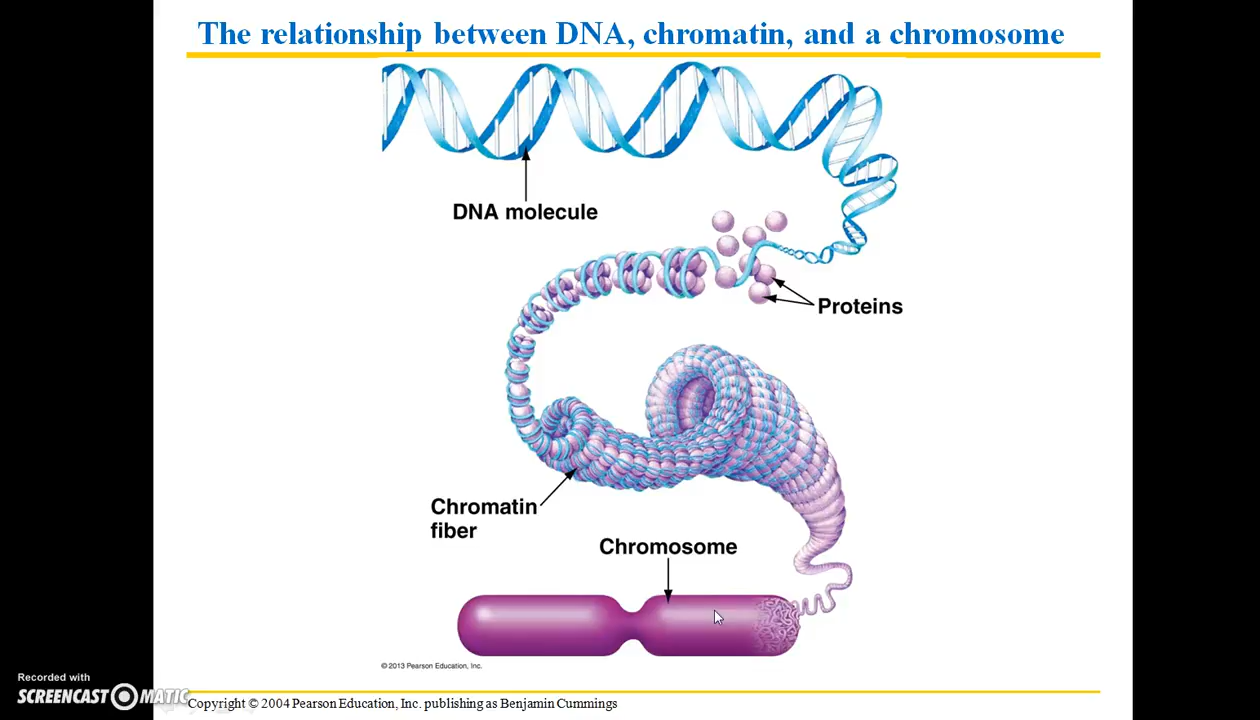 The relationship between DNA, chromatin, and a chromosome
DNA molecule
Proteins
Chromatin
fiber
Chromosome
© 2013 Pearson Education, Inc.
Recorded with
SCREENCAST MATIC
Copyright © 2004 Pearson Education, Inc. publishing as Benjamin Cummings